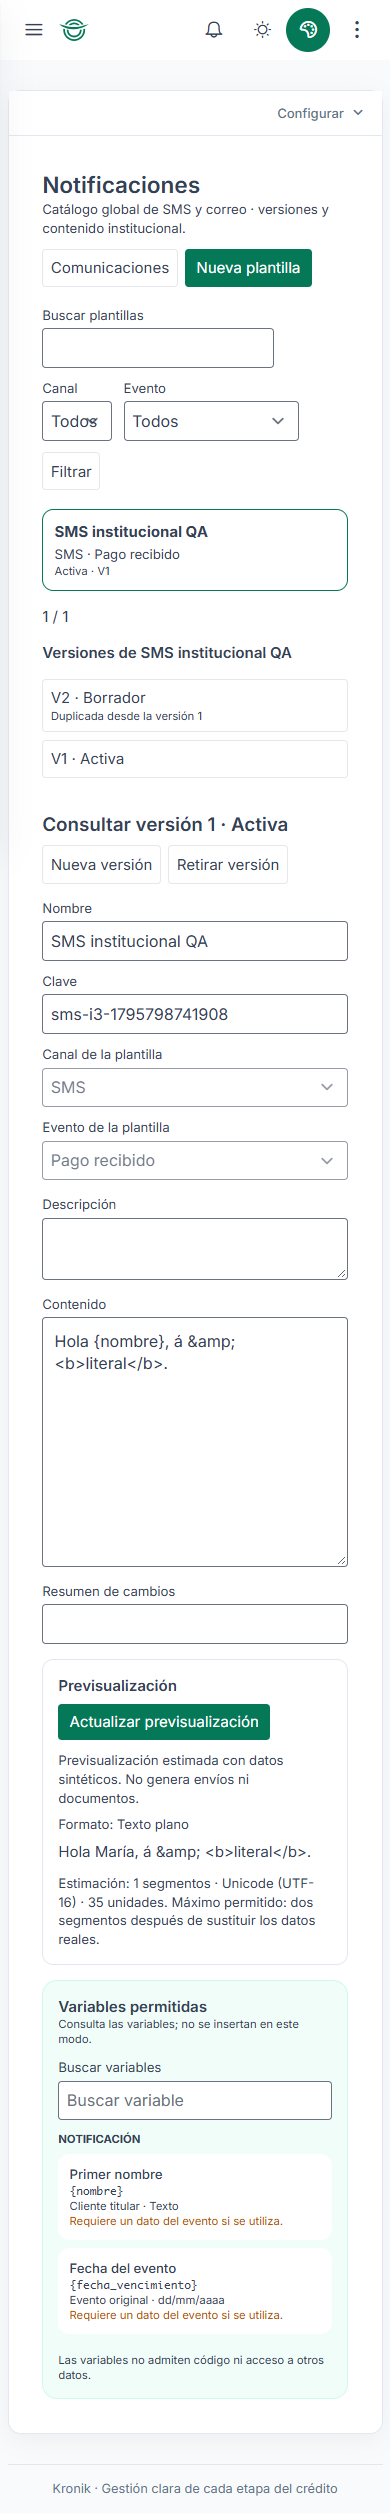 Configurar
Notificaciones
Catálogo global de SMS y correo · versiones y
contenido institucional.
Comunicaciones
Nueva plantilla
Buscar plantillas
Canal
Evento
Todos
Todos
Filtrar
SMS institucional QA
SMS · Pago recibido
Activa · V1
1 / 1
Versiones de SMS institucional QA
V2 · Borrador
Duplicada desde la versión 1
V1 · Activa
Consultar versión 1 · Activa
Nueva versión
Retirar versión
Nombre
SMS institucional QA
Clave
sms-i3-1795798741908
Canal de la plantilla
SMS
Evento de la plantilla
Pago recibido
Descripción
Contenido
Hola {nombre}, á &amp;
<b>literal</b>.
Resumen de cambios
Previsualización
Actualizar previsualización
Previsualización estimada con datos
sintéticos. No genera envíos ni
documentos.
Formato: Texto plano
Hola María, á &amp; <b>literal</b>.
Estimación: 1 segmentos · Unicode (UTF-
16) · 35 unidades. Máximo permitido: dos
segmentos después de sustituir los datos
reales.
Variables permitidas
Consulta las variables; no se insertan en este
modo.
Buscar variables
Buscar variable
NOTIFICACIÓN
Primer nombre
{nombre}
Cliente titular · Texto
Requiere un dato del evento si se utiliza.
Fecha del evento
{fecha_vencimiento}
Evento original · dd/mm/aaaa
Requiere un dato del evento si se utiliza.
Las variables no admiten código ni acceso a otros
datos.
Kronik · Gestión clara de cada etapa del crédito